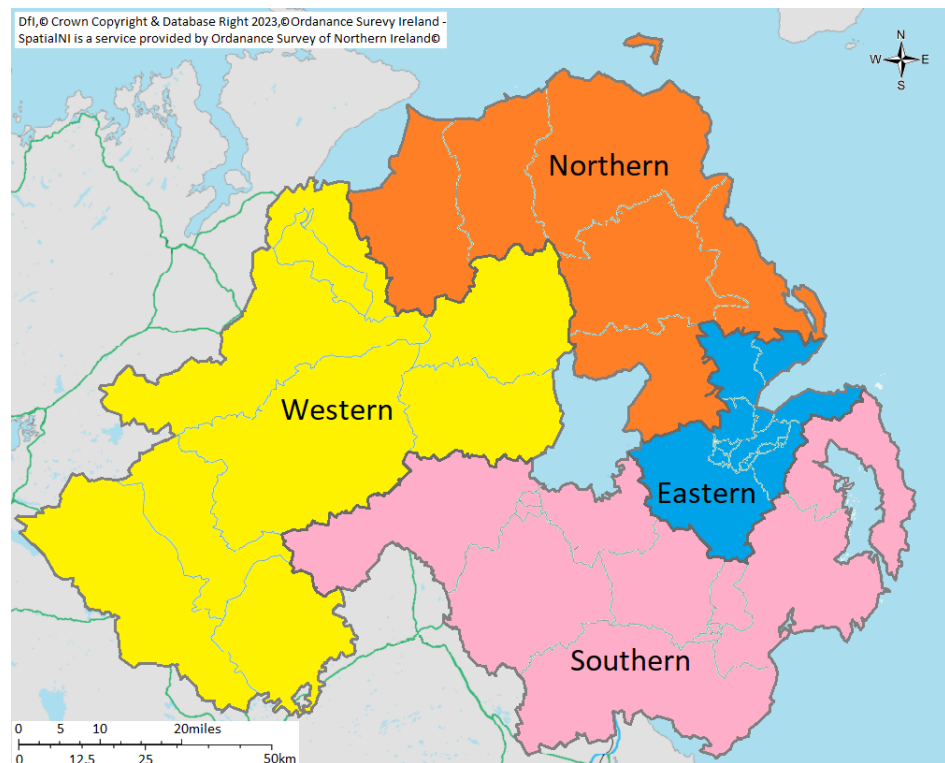 DfI,© Crown Copyright & Database Right 2023,©Ordanance Surevy Ireland -
SpatialNI is a service provided by Ordanance Survey of Northern Ireland©
N
W E
S
Northern
Western
Eastern
Southern
0 5 10 20miles
0 12.5 25 50km